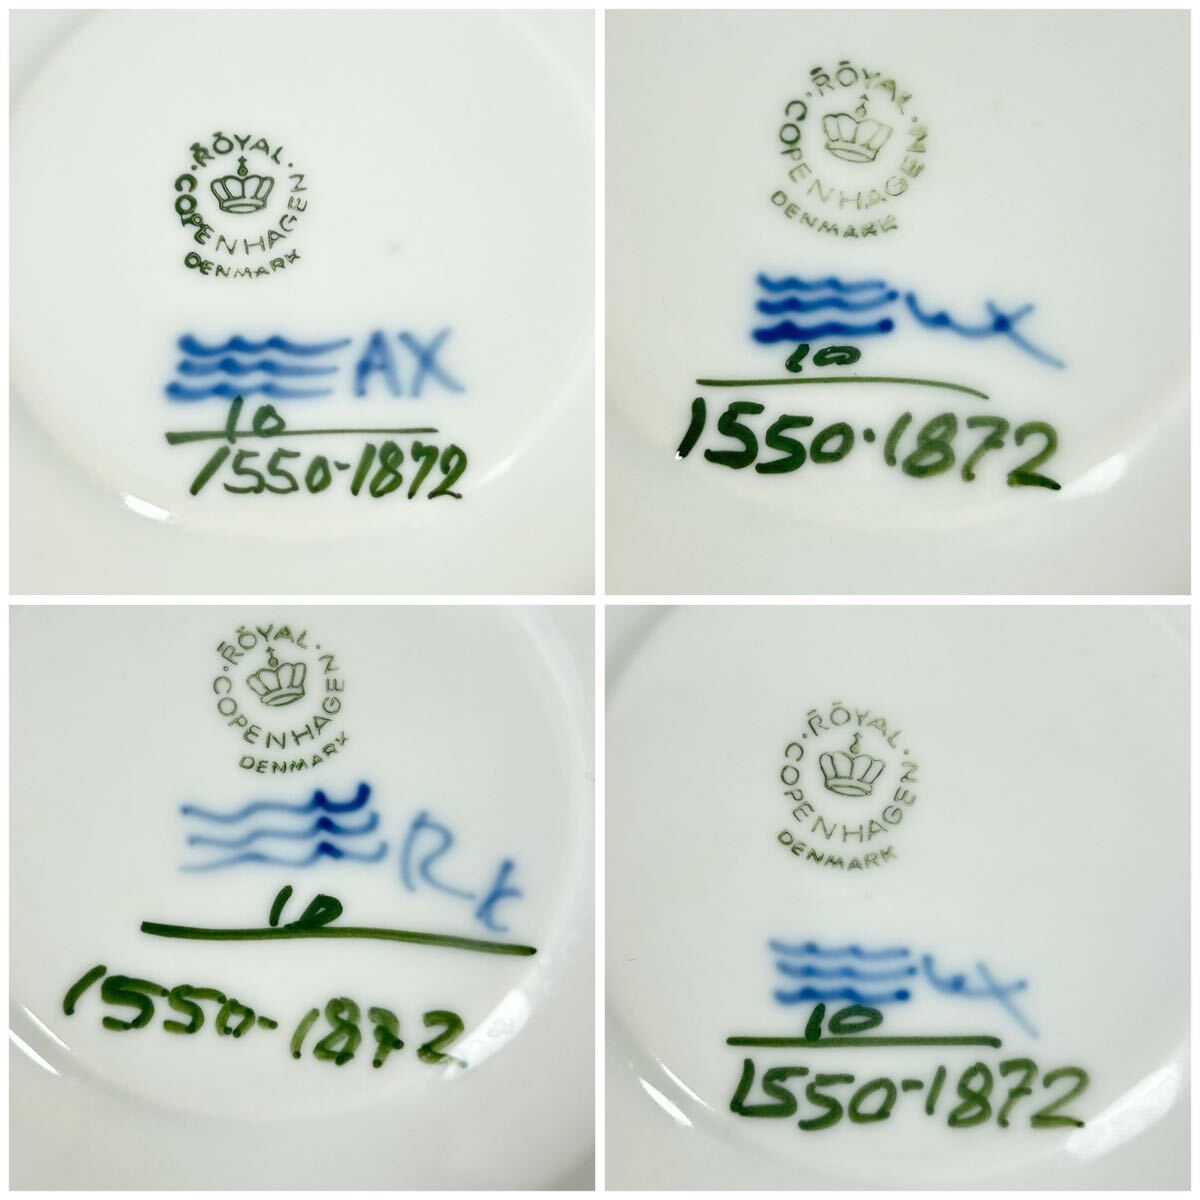 ROYAL
COPENHAGEN
DENMARK
AX
10
1550-1872
ROYAL
COPENHAGEN
DENMARK
10
1550·1872
ROYAL
COPENHAGEN
DENMARK
Rk
10
1550-1872
ROYAL
COPENHAGEN
DENMARK
10
1550-1872